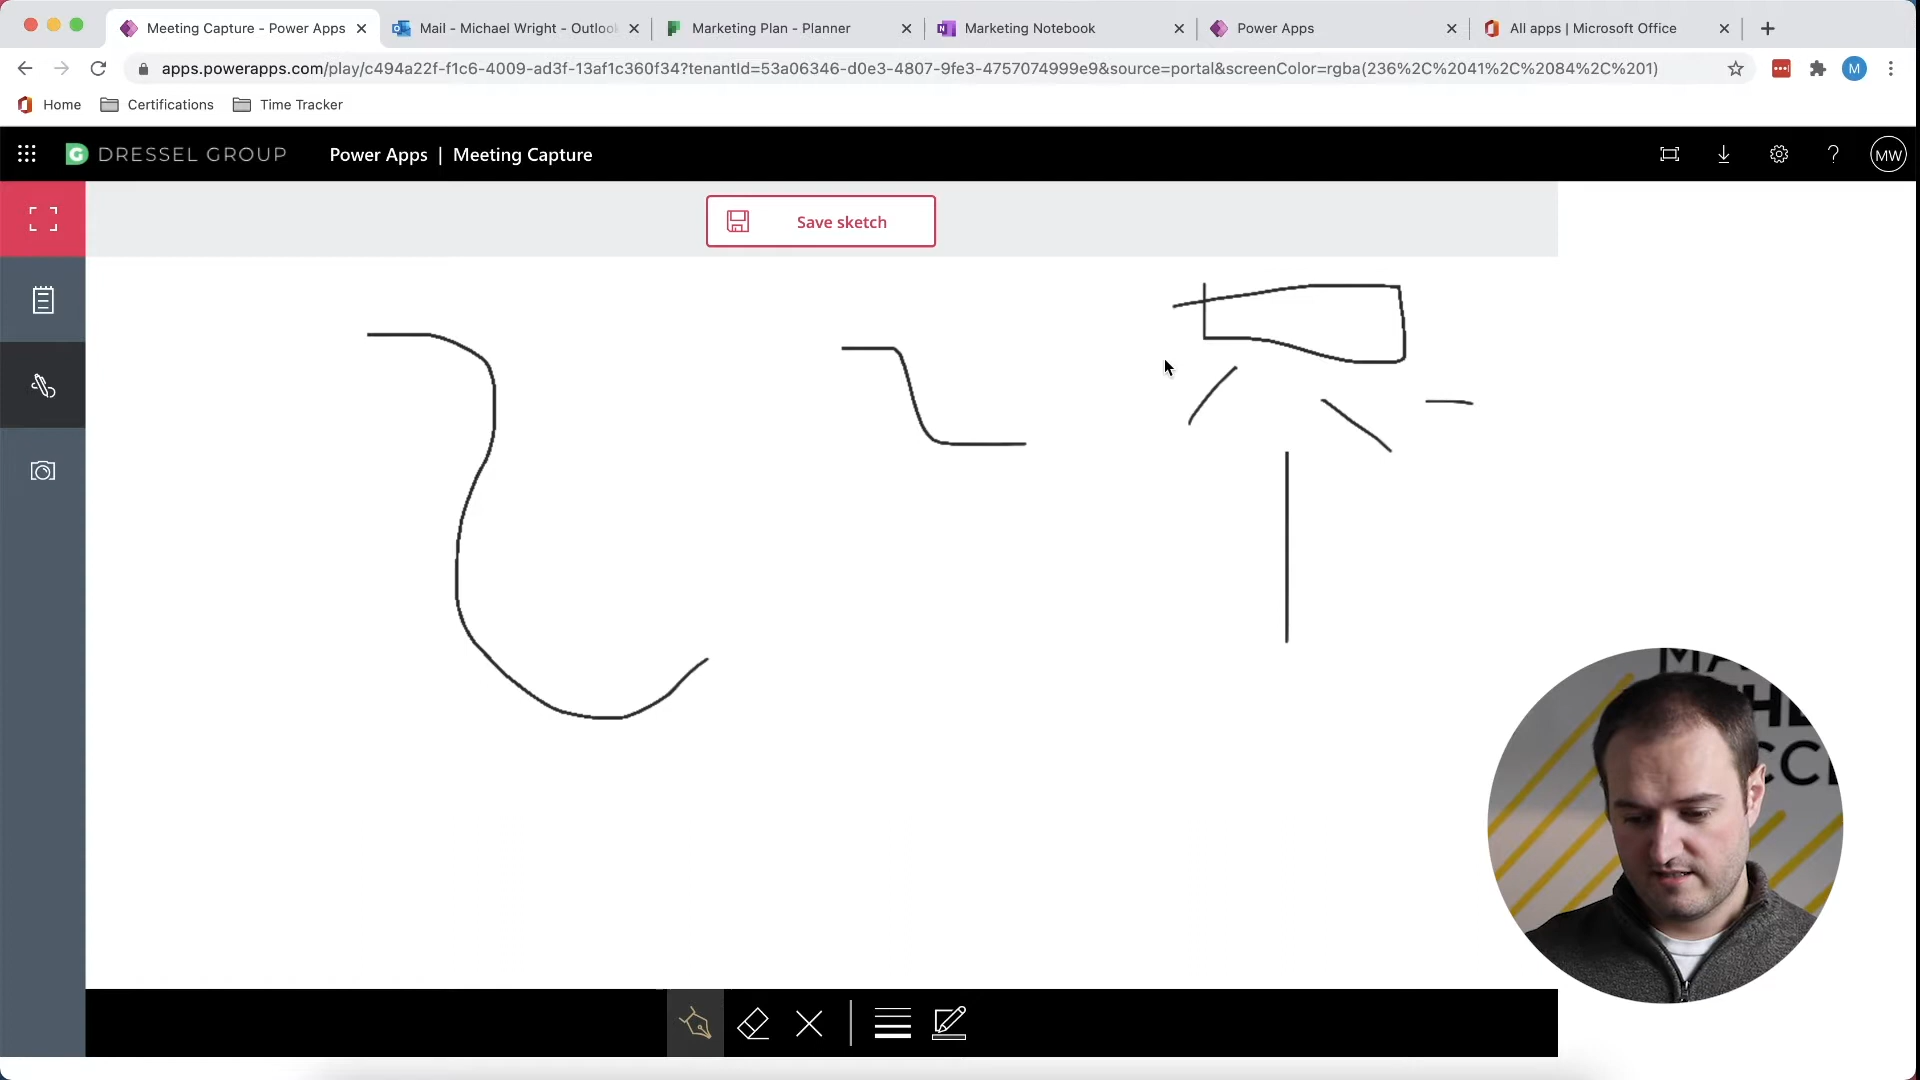 Meeting Capture - Power Apps
Mail - Michael Wright - Outlook
Marketing Plan - Planner
Marketing Notebook
Power Apps
All apps | Microsoft Office
apps.powerapps.com/play/c494a22f-f1c6-4009-ad3f-13af1c360f34?tenantId=53a06346-d0e3-4807-9fe3-4757074999e9&source=portal&screenColor=rgba(236%2C%2041%2C%2084%2C%201)
M
Home
Certifications
Time Tracker
DRESSEL GROUP
Power Apps | Meeting Capture
?
MW
Save sketch